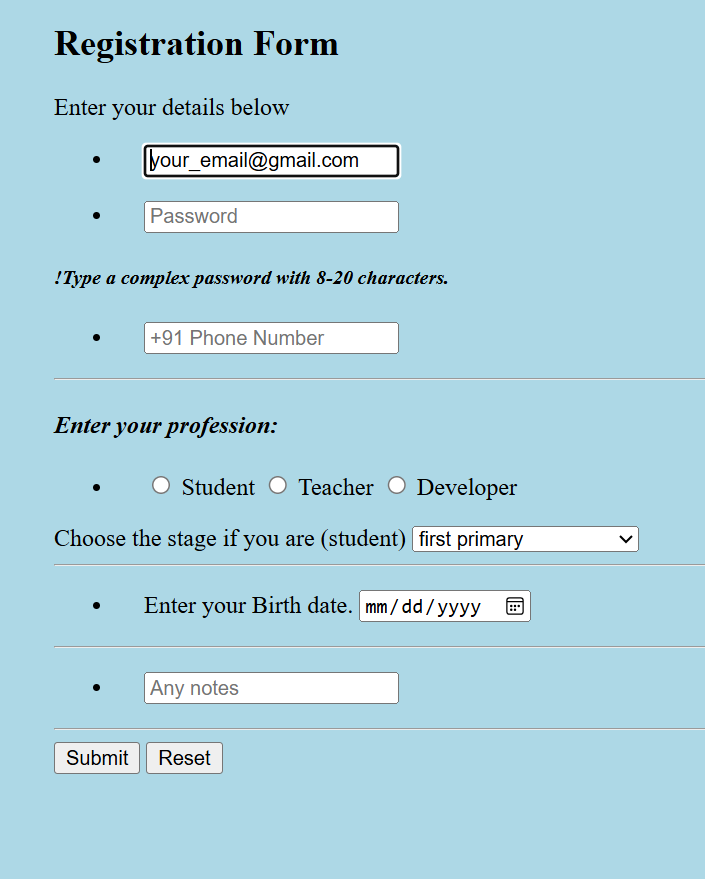 Registration Form
Enter your details below
your_email@gmail.com
Password
!Type a complex password with 8-20 characters.
+91 Phone Number
Enter your profession:
Student Teacher Developer
Choose the stage if you are (student) first primary
Enter your Birth date. mm/dd/yyyy
Any notes
Submit Reset